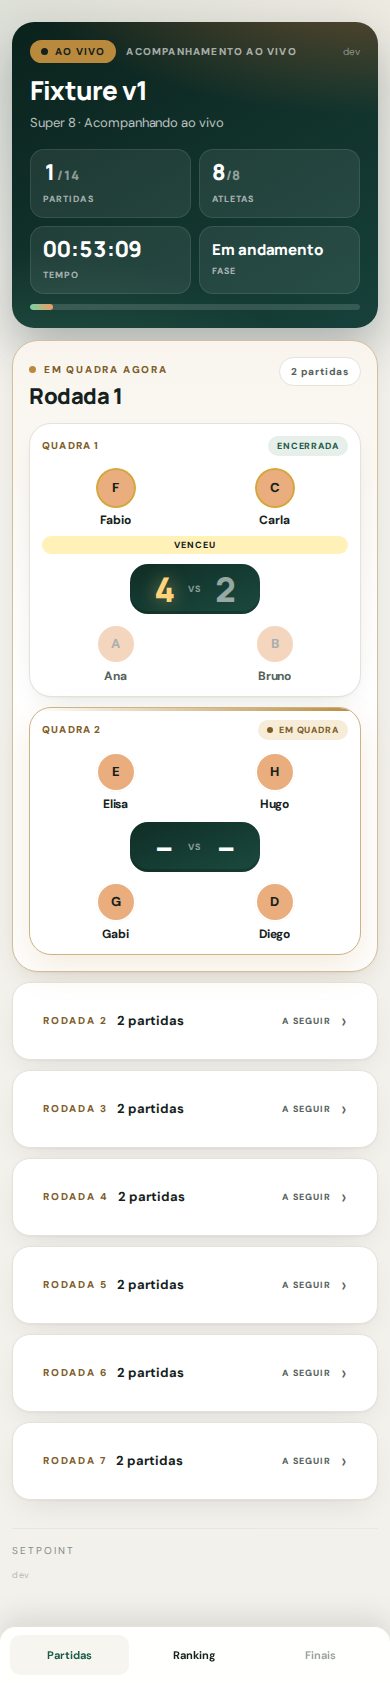 AO VIVO ACOMPANHAMENTO AO VIVO dev
Fixture v1
Super 8 · Acompanhando ao vivo
1/14 8/8
PARTIDAS ATLETAS
00:53:09 Em andamento
TEMPO FASE
EM QUADRA AGORA 2 partidas
Rodada 1
QUADRA 1 ENCERRADA
F C
Fabio Carla
VENCEU
4 VS 2
A B
Ana Bruno
QUADRA 2 EM QUADRA
E H
Elisa Hugo
– VS –
G D
Gabi Diego
RODADA 2 2 partidas A SEGUIR ›
RODADA 3 2 partidas A SEGUIR ›
RODADA 4 2 partidas A SEGUIR ›
RODADA 5 2 partidas A SEGUIR ›
RODADA 6 2 partidas A SEGUIR ›
RODADA 7 2 partidas A SEGUIR ›
SETPOINT
dev
Partidas Ranking Finais